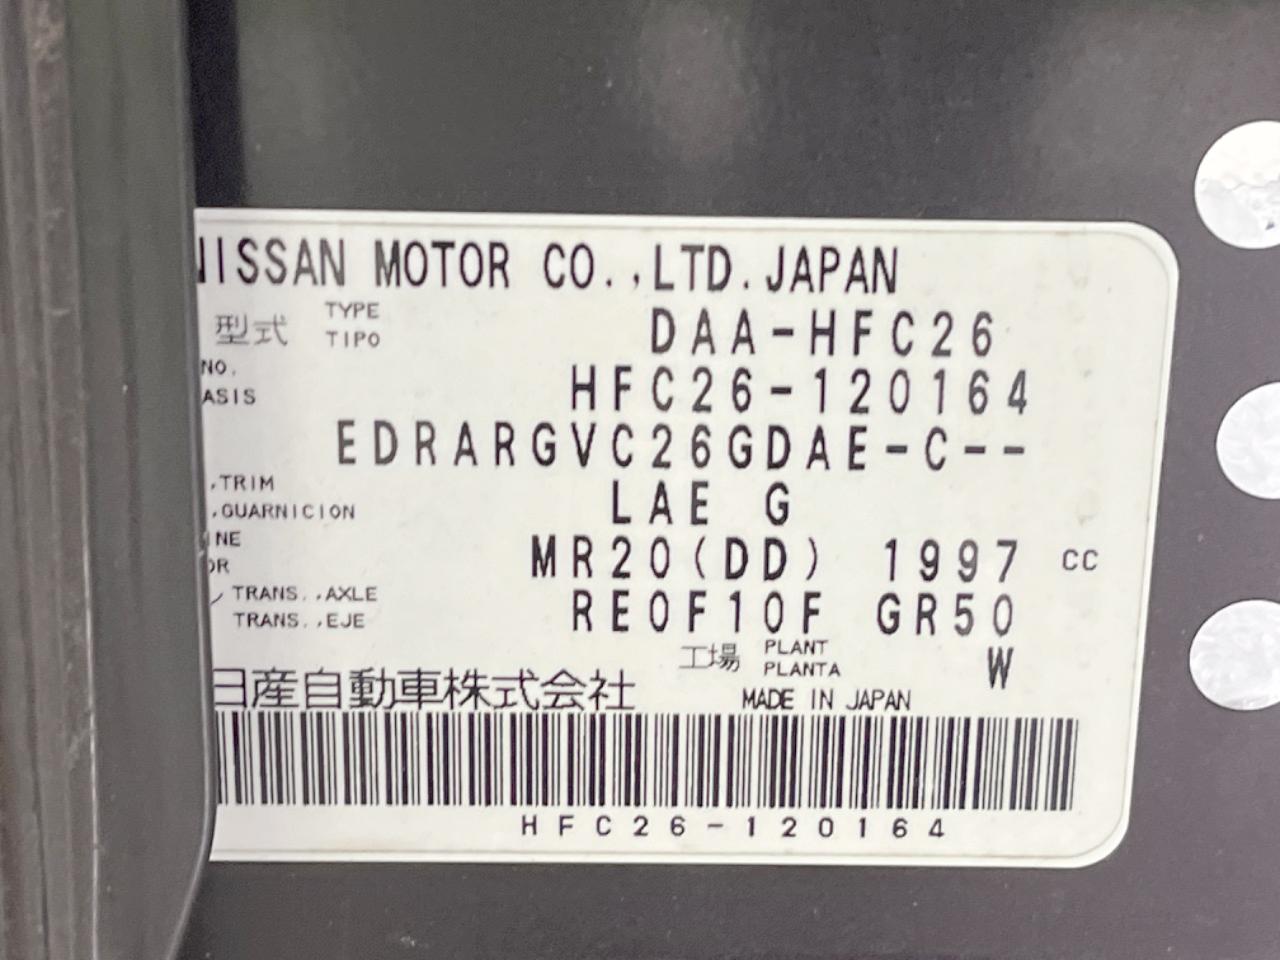 NISSAN MOTOR CO.,LTD.JAPAN
型式 TYPE TIPO DAA-HFC26
NO.
ASIS HFC26-120164
EDRARGVC26GDAE-C--
.TRIM
.GUARNICION LAE G
INE
OR MR20(DD) 1997 CC
TRANS.,AXLE
TRANS.,EJE RE0F10F GR50
工場 PLANT PLANTA W
日産自動車株式会社 MADE IN JAPAN
HFC26-120164